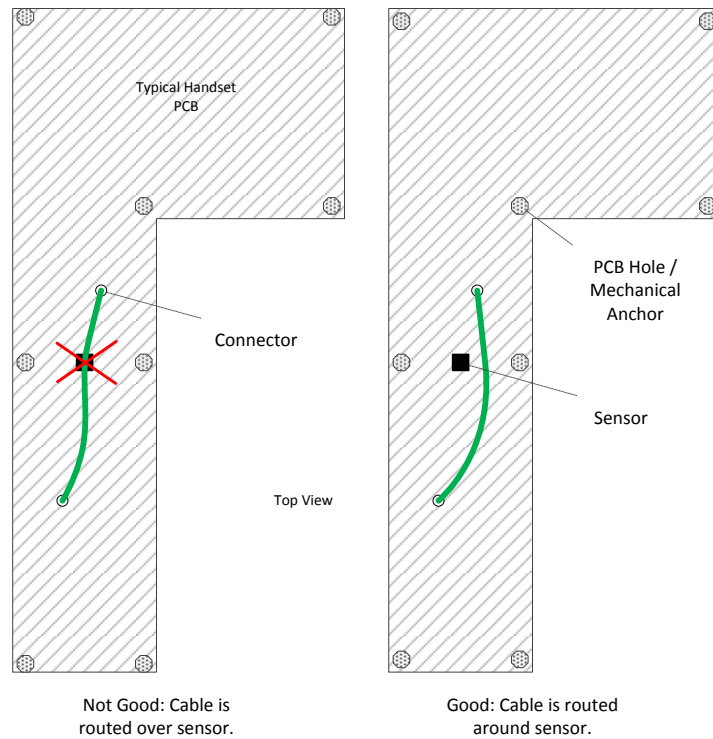 Typical Handset
PCB
PCB Hole /
Mechanical
Anchor
Connector
Sensor
Top View
Not Good: Cable is
routed over sensor.
Good: Cable is routed
around sensor.